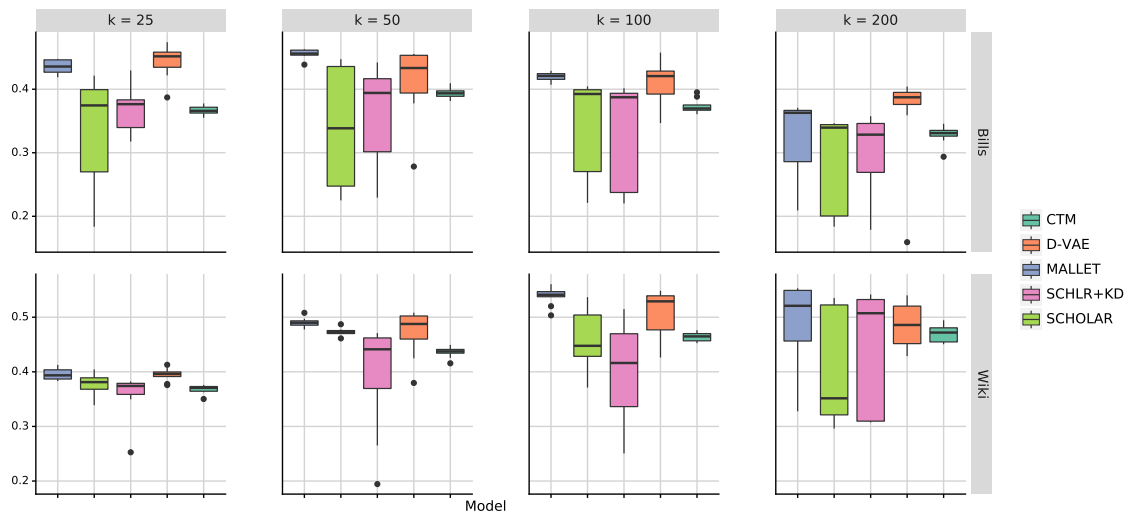 k = 25
k = 50
k = 100
k = 200
0.4
0.3
0.2
Bills
0.5
0.4
0.3
0.2
Wiki
Model
CTM
D-VAE
MALLET
SCHLR+KD
SCHOLAR